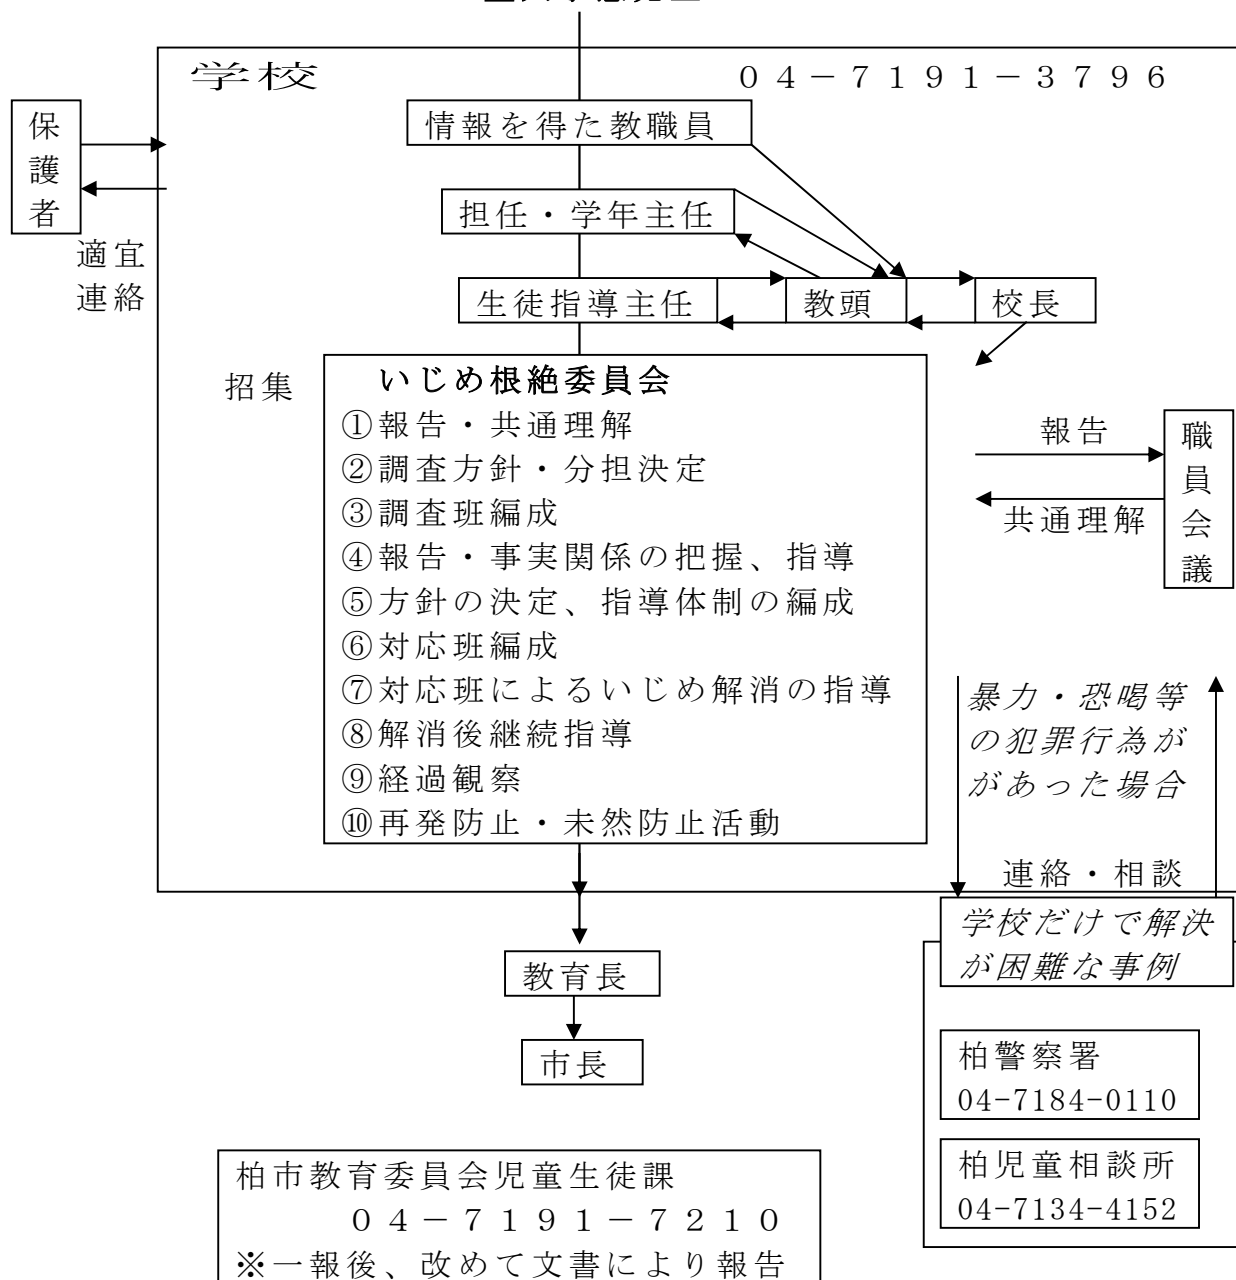 学校
０４－７１９１－３７９６
保護者
情報を得た教職員
担任・学年主任
適宜
連絡
生徒指導主任
教頭
校長
招集
いじめ根絶委員会
①報告・共通理解
②調査方針・分担決定
③調査班編成
④報告・事実関係の把握、指導
⑤方針の決定、指導体制の編成
⑥対応班編成
⑦対応班によるいじめ解消の指導
⑧解消後継続指導
⑨経過観察
⑩再発防止・未然防止活動
報告
共通理解
職員会議
暴力・恐喝等
の犯罪行為が
があった場合
連絡・相談
学校だけで解決
が困難な事例
教育長
市長
柏警察署
04-7184-0110
柏児童相談所
04-7134-4152
柏市教育委員会児童生徒課
０４－７１９１－７２１０
※一報後、改めて文書により報告